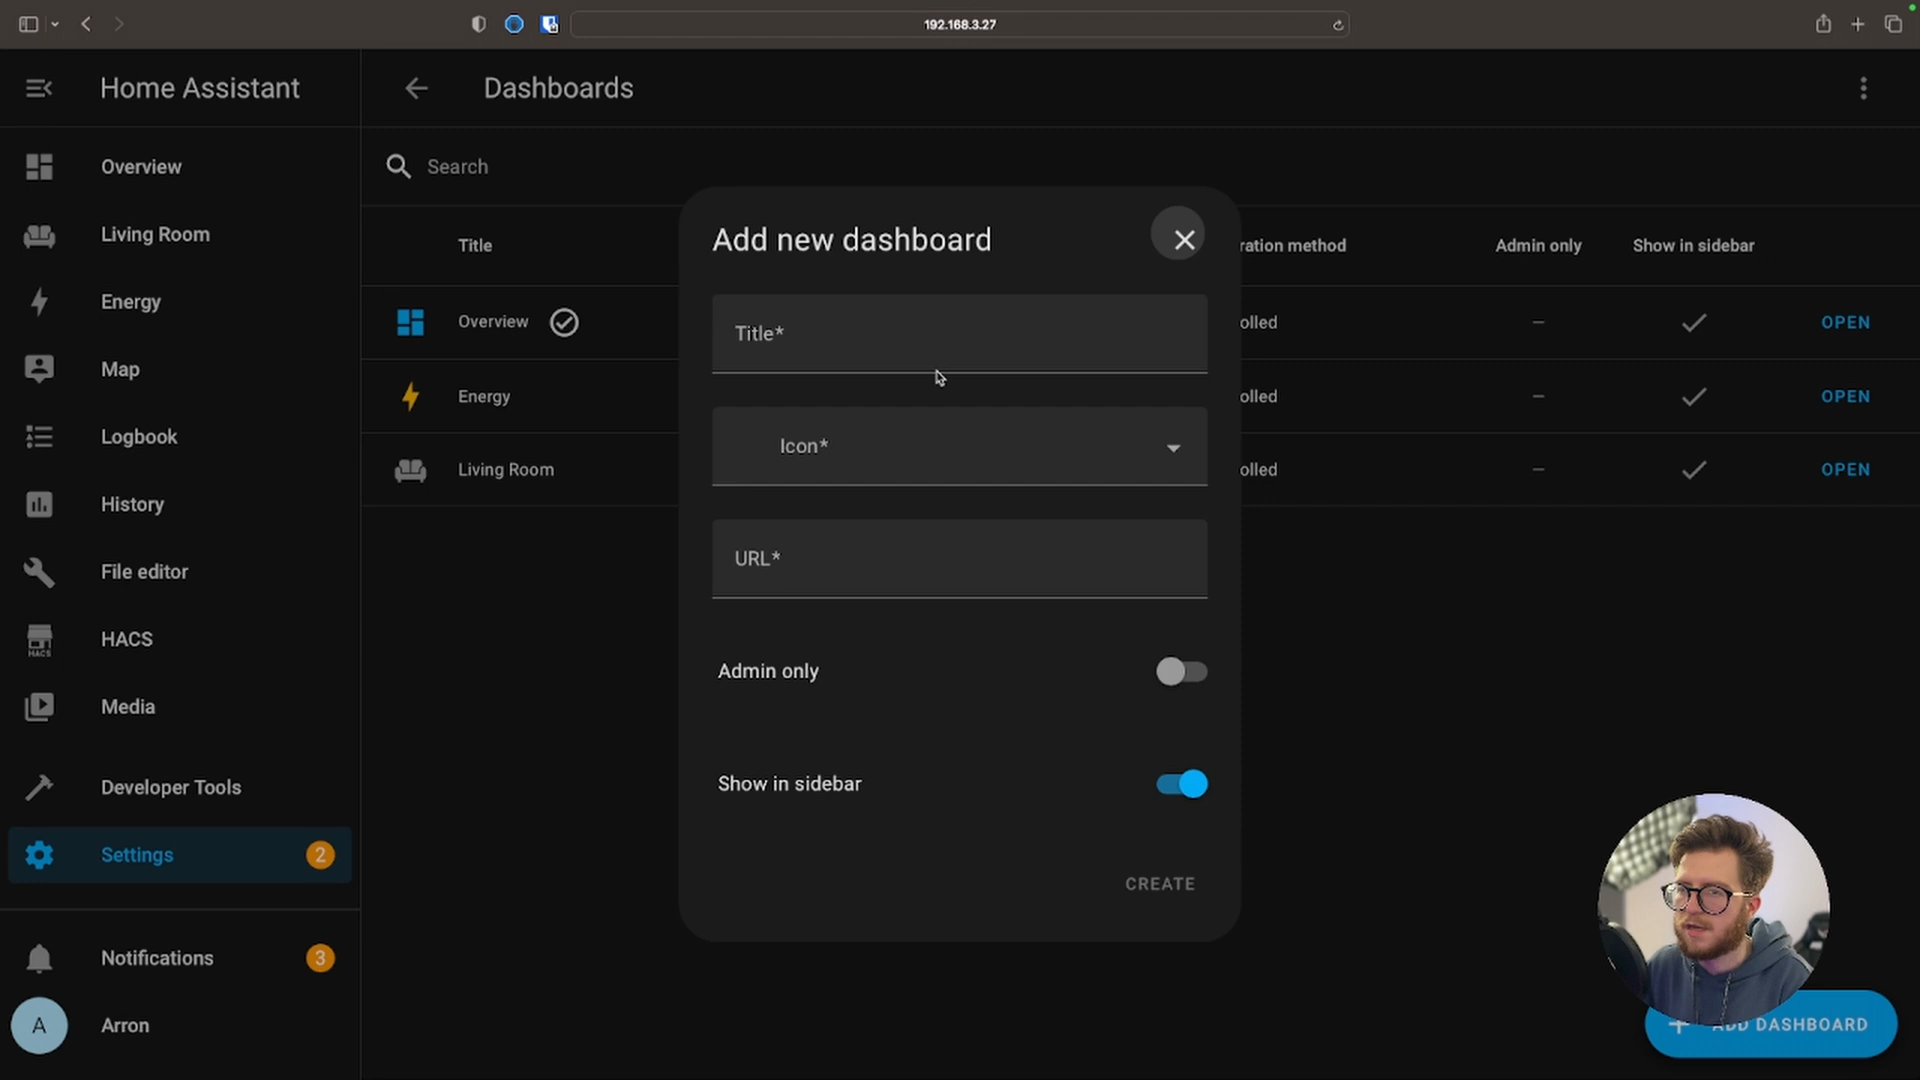 192.168.3.27
Home Assistant
Dashboards
Overview
Living Room
Energy
Map
Logbook
History
File editor
HACS
HACS
Media
Developer Tools
Settings
2
Notifications
3
A
Arron
Search
Title
ration method
Admin only
Show in sidebar
Overview
olled
–
OPEN
Energy
olled
–
OPEN
Living Room
olled
–
OPEN
Add new dashboard
Title*
Icon*
URL*
Admin only
Show in sidebar
CREATE
ADD DASHBOARD